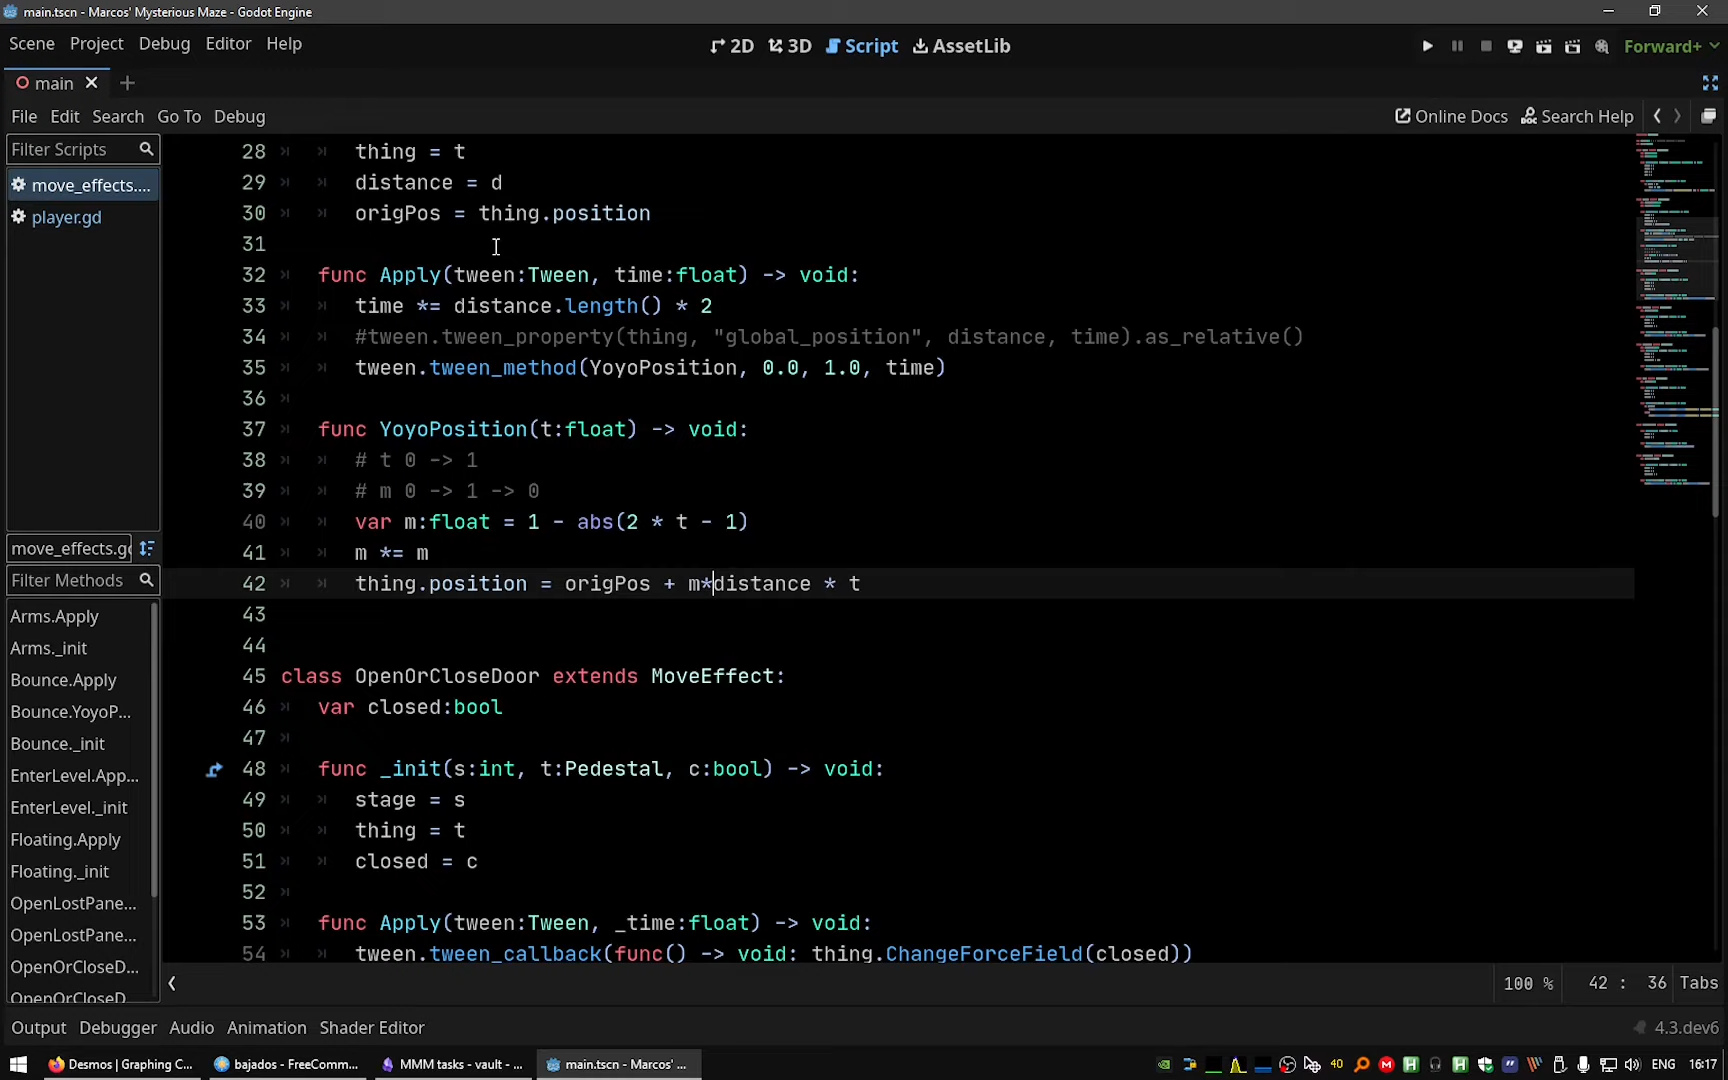 main.tscn - Marcos' Mysterious Maze - Godot Engine
Scene Project Debug Editor Help
2D 3D Script AssetLib
Forward+
main
File Edit Search Go To Debug
Online Docs Search Help
Filter Scripts
move_effects....
player.gd
move_effects.gd
Filter Methods
Arms.Apply
Arms._init
Bounce.Apply
Bounce.YoyoP...
Bounce._init
EnterLevel.App...
EnterLevel._init
Floating.Apply
Floating._init
OpenLostPane...
OpenLostPane...
OpenOrCloseD...
OpenOrCloseD
28 thing = t
29 distance = d
30 origPos = thing.position
31
32 func Apply(tween:Tween, time:float) -> void:
33 time *= distance.length() * 2
34 #tween.tween_property(thing, "global_position", distance, time).as_relative()
35 tween.tween_method(YoyoPosition, 0.0, 1.0, time)
36
37 func YoyoPosition(t:float) -> void:
38 # t 0 -> 1
39 # m 0 -> 1 -> 0
40 var m:float = 1 - abs(2 * t - 1)
41 m *= m
42 thing.position = origPos + m*distance * t
43
44
45 class OpenOrCloseDoor extends MoveEffect:
46 var closed:bool
47
48 func _init(s:int, t:Pedestal, c:bool) -> void:
49 stage = s
50 thing = t
51 closed = c
52
53 func Apply(tween:Tween, _time:float) -> void:
54 tween.tween_callback(func() -> void: thing.ChangeForceField(closed))
100 % 42 : 36 Tabs
Output Debugger Audio Animation Shader Editor
4.3.dev6
Desmos | Graphing C... bajados - FreeComm... MMM tasks - vault - ... main.tscn - Marcos' ...
40 ENG 16:17